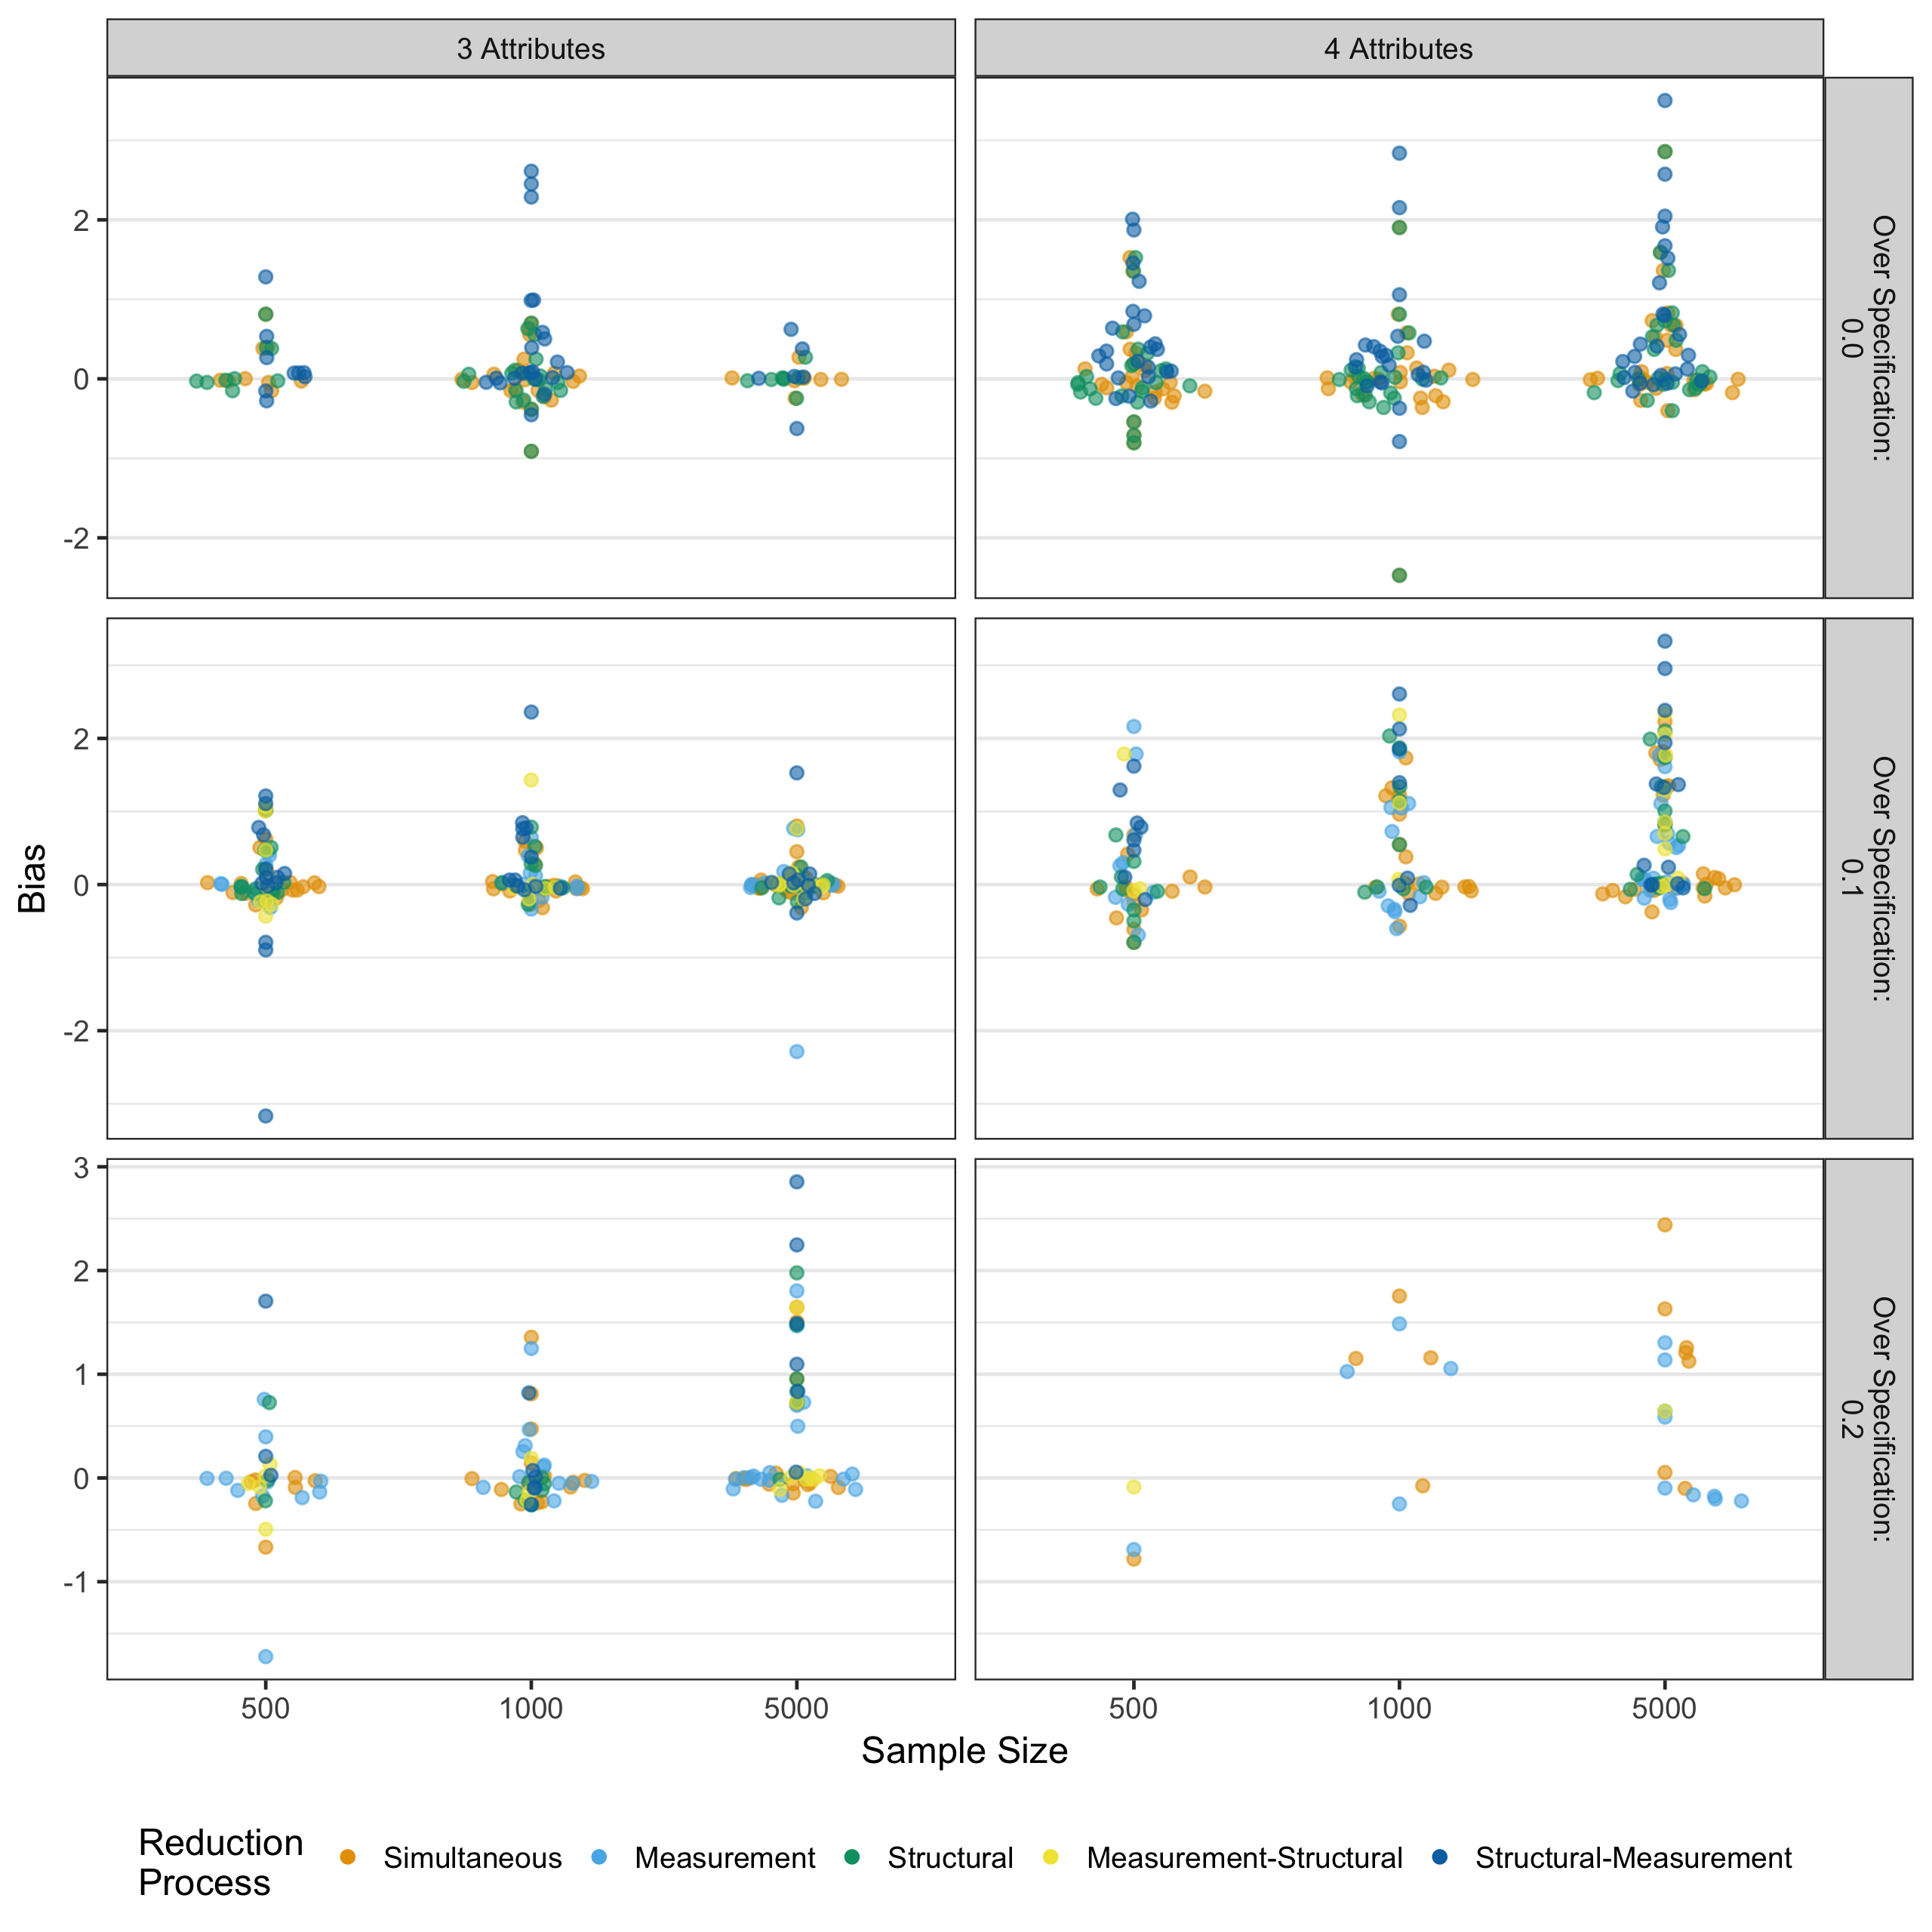 3 Attributes
4 Attributes
2
0
-2
Over Specification:
0.0
2
0
-2
Over Specification:
0.1
3
2
1
0
-1
Over Specification:
0.2
Bias
500
1000
5000
500
1000
5000
Sample Size
Reduction
Process
Simultaneous
Measurement
Structural
Measurement-Structural
Structural-Measurement